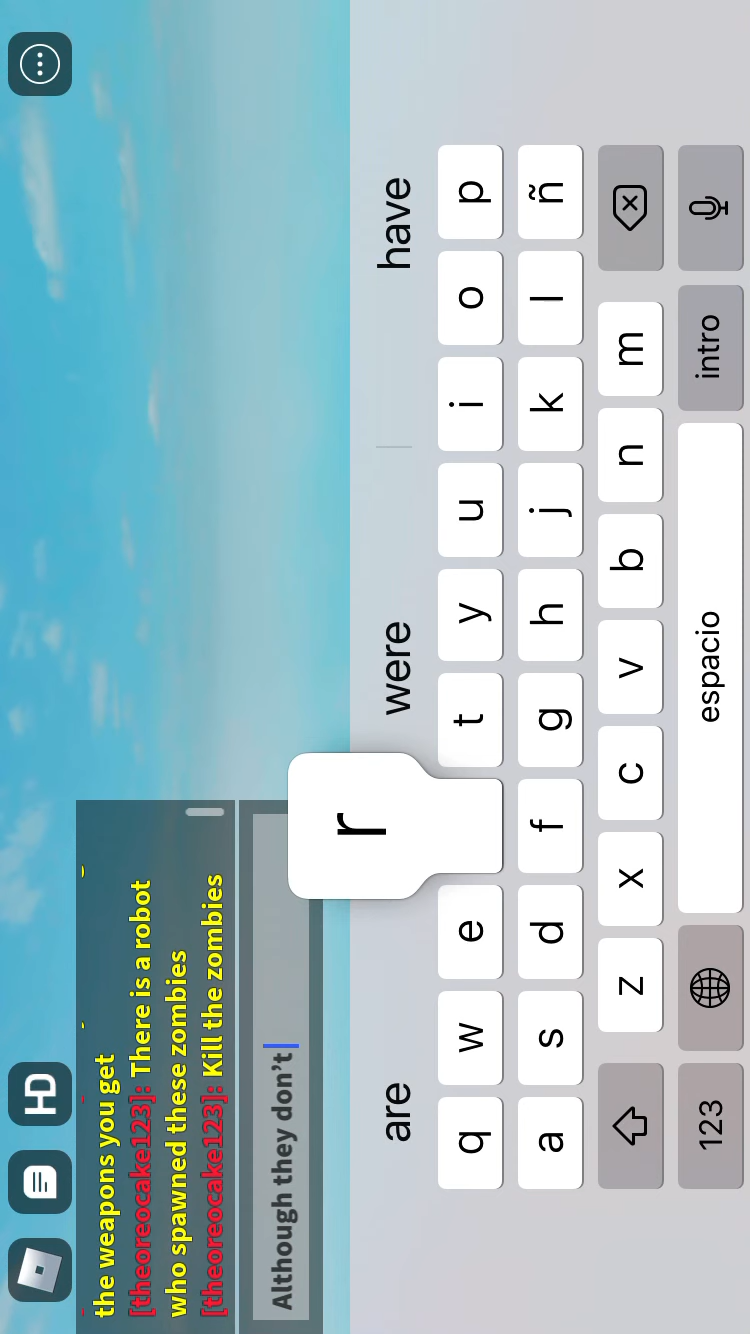 HD
the weapons you get
[theoreocake123]: There is a robot
who spawned these zombies
[theoreocake123]: Kill the zombies
Although they don't
are were have
q w e r t y u i o p
a s d f g h j k l ñ
z x c v b n m
123 espacio intro